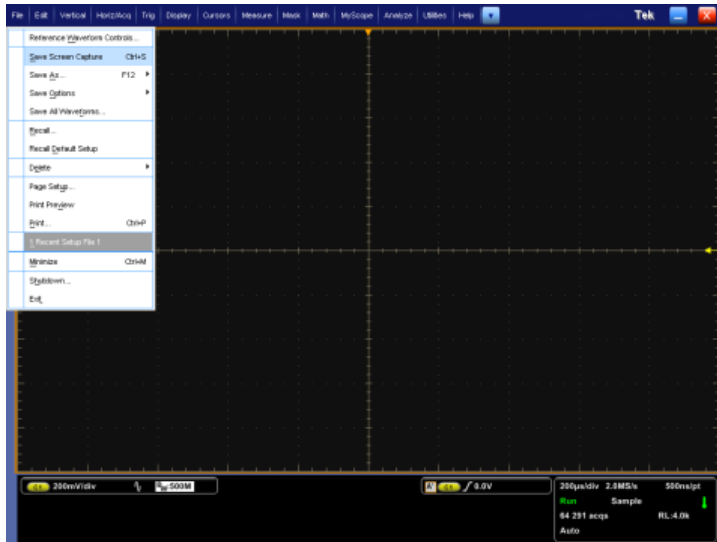 File Edit Vertical Horiz/Acq Trig Display Cursors Measure Mask Math MyScope Analyze Utilities Help Tek
Reference Waveform Controls...
Save Screen Capture Ctrl+S
Save As... F12
Save Options
Save All Waveforms...
Recall...
Recall Default Setup
Delete
Page Setup...
Print Preview
Print... Ctrl+P
1 Recent Setup File 1
Minimize Ctrl+M
Shutdown...
Exit
C1 200mV/div :500M
A' C1 0.0V
200µs/div 2.0MS/s 500ns/pt
Run Sample
64 291 acqs RL:4.0k
Auto